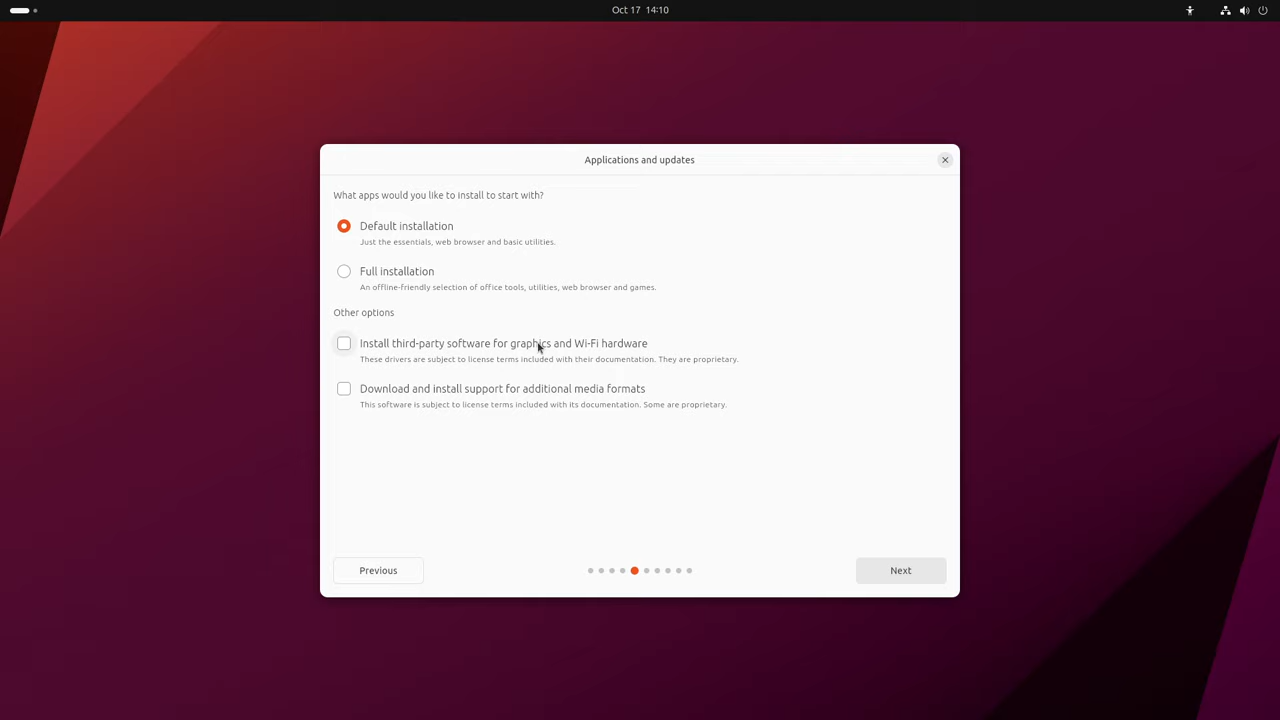 Oct 17 14:10
Applications and updates
What apps would you like to install to start with?
Default installation
Just the essentials, web browser and basic utilities.
Full installation
An offline-friendly selection of office tools, utilities, web browser and games.
Other options
Install third-party software for graphics and Wi-Fi hardware
These drivers are subject to license terms included with their documentation. They are proprietary.
Download and install support for additional media formats
This software is subject to license terms included with its documentation. Some are proprietary.
Previous
Next